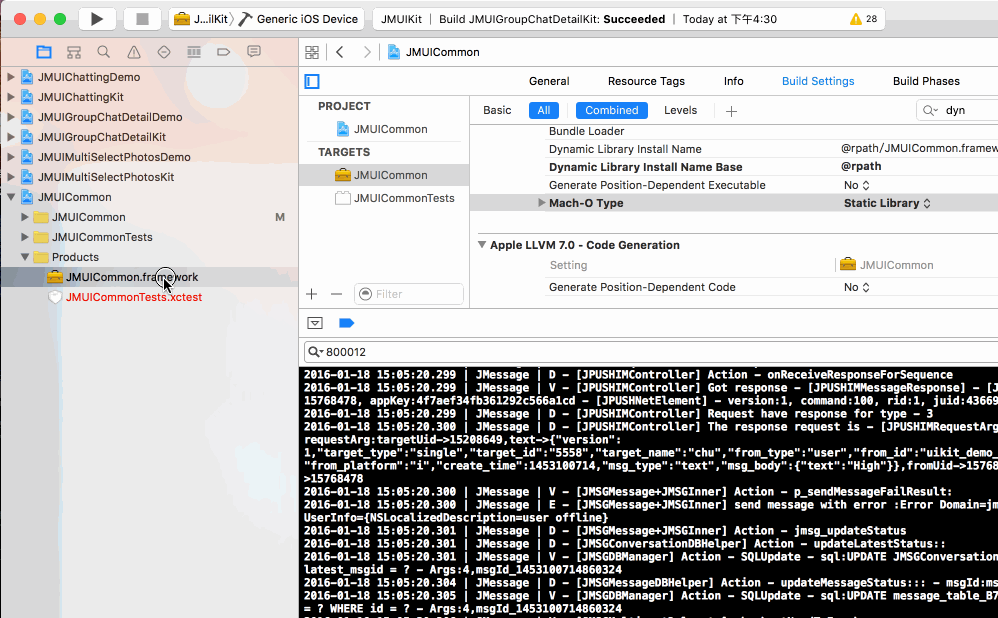 J...ilKit Generic iOS Device JMUIKit | Build JMUIGroupChatDetailKit: Succeeded | Today at 下午4:30 28
JMUICommon
JMUIChattingDemo
JMUIChattingKit
JMUIGroupChatDetailDemo
JMUIGroupChatDetailKit
JMUIMultiSelectPhotosDemo
JMUIMultiSelectPhotosKit
JMUICommon
JMUICommon M
JMUICommonTests
Products
JMUICommon.framework
JMUICommonTests.xctest
General Resource Tags Info Build Settings Build Phases
PROJECT
JMUICommon
TARGETS
JMUICommon
JMUICommonTests
Filter
Basic All Combined Levels dyn
Bundle Loader
Dynamic Library Install Name @rpath/JMUICommon.framew
Dynamic Library Install Name Base @rpath
Generate Position-Dependent Executable No
Mach-O Type Static Library
Apple LLVM 7.0 - Code Generation
Setting JMUICommon
Generate Position-Dependent Code No
800012
2016-01-18 15:05:20.299 | JMessage | D - [JPUSHIMController] Action - onReceiveResponseForSequence
2016-01-18 15:05:20.299 | JMessage | V - [JPUSHIMController] Got response - [JPUSHIMMessageResponse] - [J
15768478, appKey:4f7aef34fb361292c566a1cd - [JPUSHNetElement] - version:1, command:100, rid:1, juid:43669
2016-01-18 15:05:20.299 | JMessage | D - [JPUSHIMController] Request have response for type - 3
2016-01-18 15:05:20.300 | JMessage | D - [JPUSHIMController] The response request is - [JPUSHIMRequestArg
requestArg:targetUid->15208649,text->{"version":
1,"target_type":"single","target_id":"5558","target_name":"chu","from_type":"user","from_id":"uikit_demo_
"from_platform":"i","create_time":1453100714,"msg_type":"text","msg_body":{"text":"High"}},fromUid->15768
>15768478
2016-01-18 15:05:20.300 | JMessage | V - [JMSGMessage+JMSGInner] Action - p_sendMessageFailResult:
2016-01-18 15:05:20.300 | JMessage | E - [JMSGMessage+JMSGInner] send message with error :Error Domain=jm
UserInfo={NSLocalizedDescription=user offline}
2016-01-18 15:05:20.301 | JMessage | D - [JMSGMessage+JMSGInner] Action - jmsg_updateStatus
2016-01-18 15:05:20.301 | JMessage | D - [JMSGConversationDBHelper] Action - updateLatestStatus::
2016-01-18 15:05:20.301 | JMessage | V - [JMSGDBManager] Action - SQLUpdate - sql:UPDATE JMSGConversation
latest_msgid = ? - Args:4,msgId_1453100714860324
2016-01-18 15:05:20.304 | JMessage | D - [JMSGMessageDBHelper] Action - updateMessageStatus::: - msgId:ms
2016-01-18 15:05:20.305 | JMessage | V - [JMSGDBManager] Action - SQLUpdate - sql:UPDATE message_table_B7
= ? WHERE id = ? - Args:4,msgId_1453100714860324